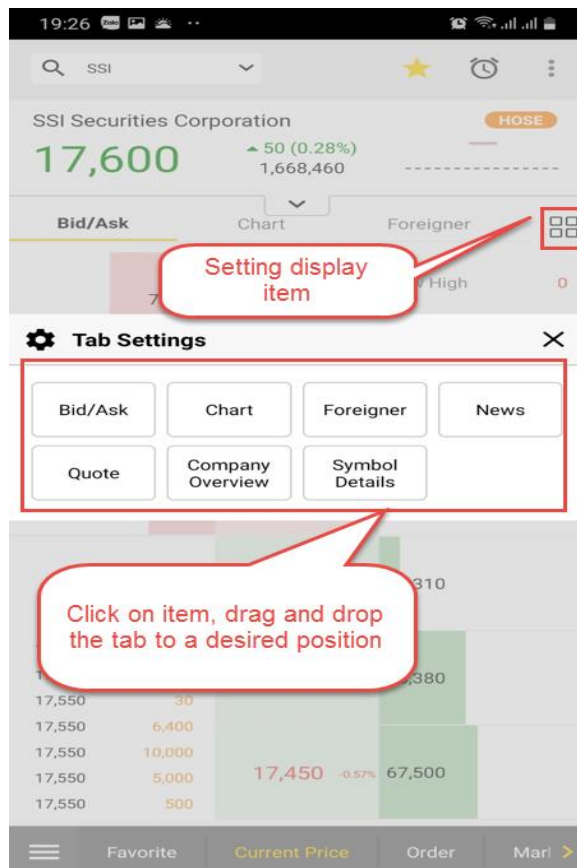 19:26
SSI
SSI Securities Corporation HOSE
17,600 50 (0.28%)
1,668,460
Bid/Ask Chart Foreigner
Setting display
item
High 0
Tab Settings
Bid/Ask Chart Foreigner News
Quote Company Overview Symbol Details
310
Click on item, drag and drop
the tab to a desired position
,380
17,550 30
17,550 6,400
17,550 10,000
17,550 5,000 17,450 -0.57% 67,500
17,550 500
Favorite Current Price Order